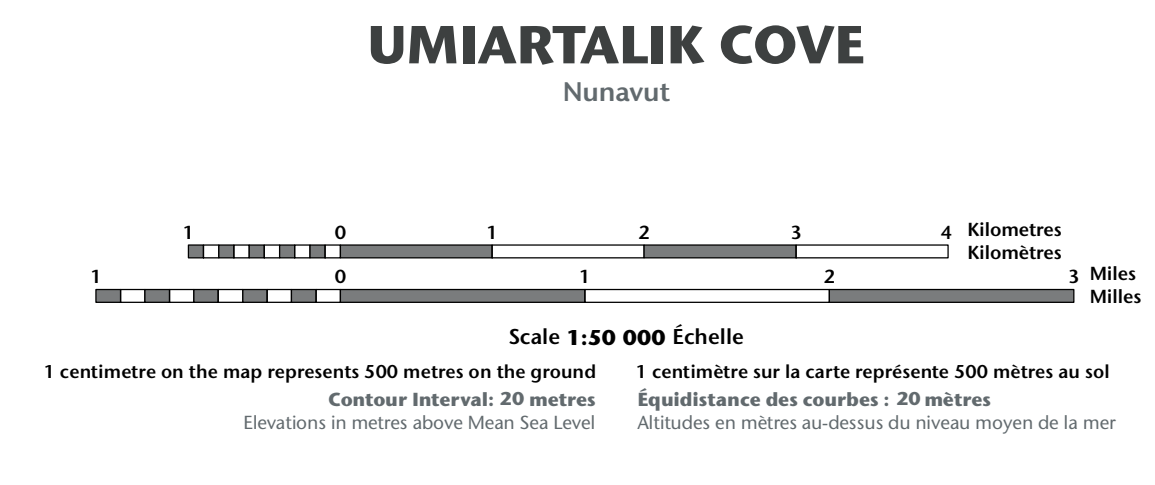 UMIARTALIK COVE
Nunavut
1 0 1 2 3 4 Kilometres
Kilomètres
1 0 1 2 3 Miles
Milles
Scale 1:50 000 Échelle
1 centimetre on the map represents 500 metres on the ground
Contour Interval: 20 metres
Elevations in metres above Mean Sea Level
1 centimètre sur la carte représente 500 mètres au sol
Équidistance des courbes : 20 mètres
Altitudes en mètres au-dessus du niveau moyen de la mer